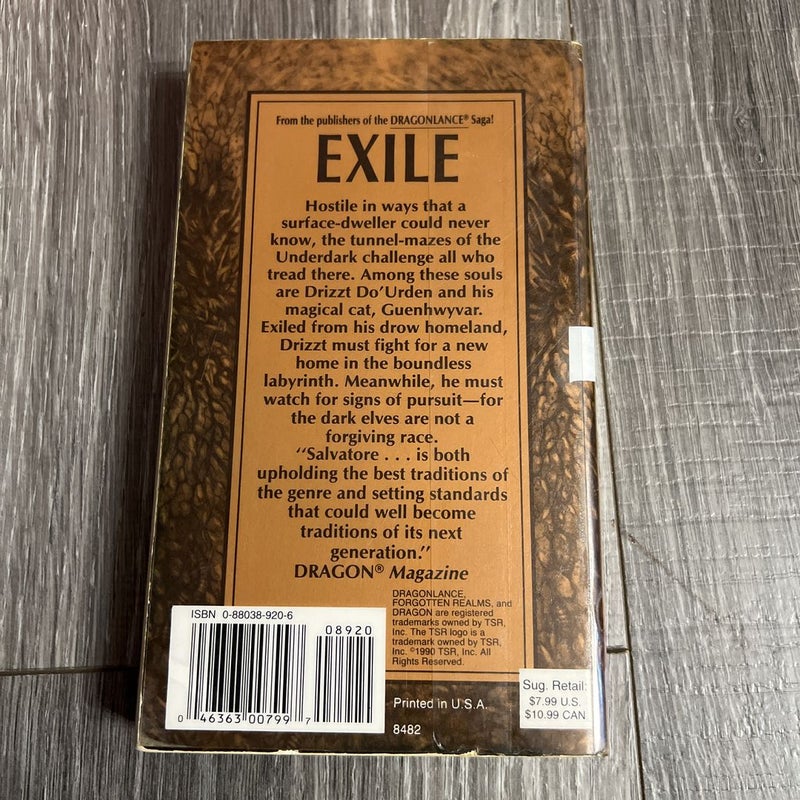 From the publishers of the DRAGONLANCE® Saga!
EXILE
Hostile in ways that a
surface-dweller could never
know, the tunnel-mazes of the
Underdark challenge all who
tread there. Among these souls
are Drizzt Do'Urden and his
magical cat, Guenhwyvar.
Exiled from his drow homeland,
Drizzt must fight for a new
home in the boundless
labyrinth. Meanwhile, he must
watch for signs of pursuit—for
the dark elves are not a
forgiving race.
"Salvatore . . . is both
upholding the best traditions of
the genre and setting standards
that could well become
traditions of its next
generation."
DRAGON® Magazine
DRAGONLANCE,
FORGOTTEN REALMS, and
DRAGON are registered
trademarks owned by TSR,
Inc. The TSR logo is a
trademark owned by TSR,
Inc. ©1990 TSR, Inc. All
Rights Reserved.
ISBN 0-88038-920-6
08920
0 46363 00799 7
Printed in U.S.A.
8482
Sug. Retail:
$7.99 U.S.
$10.99 CAN